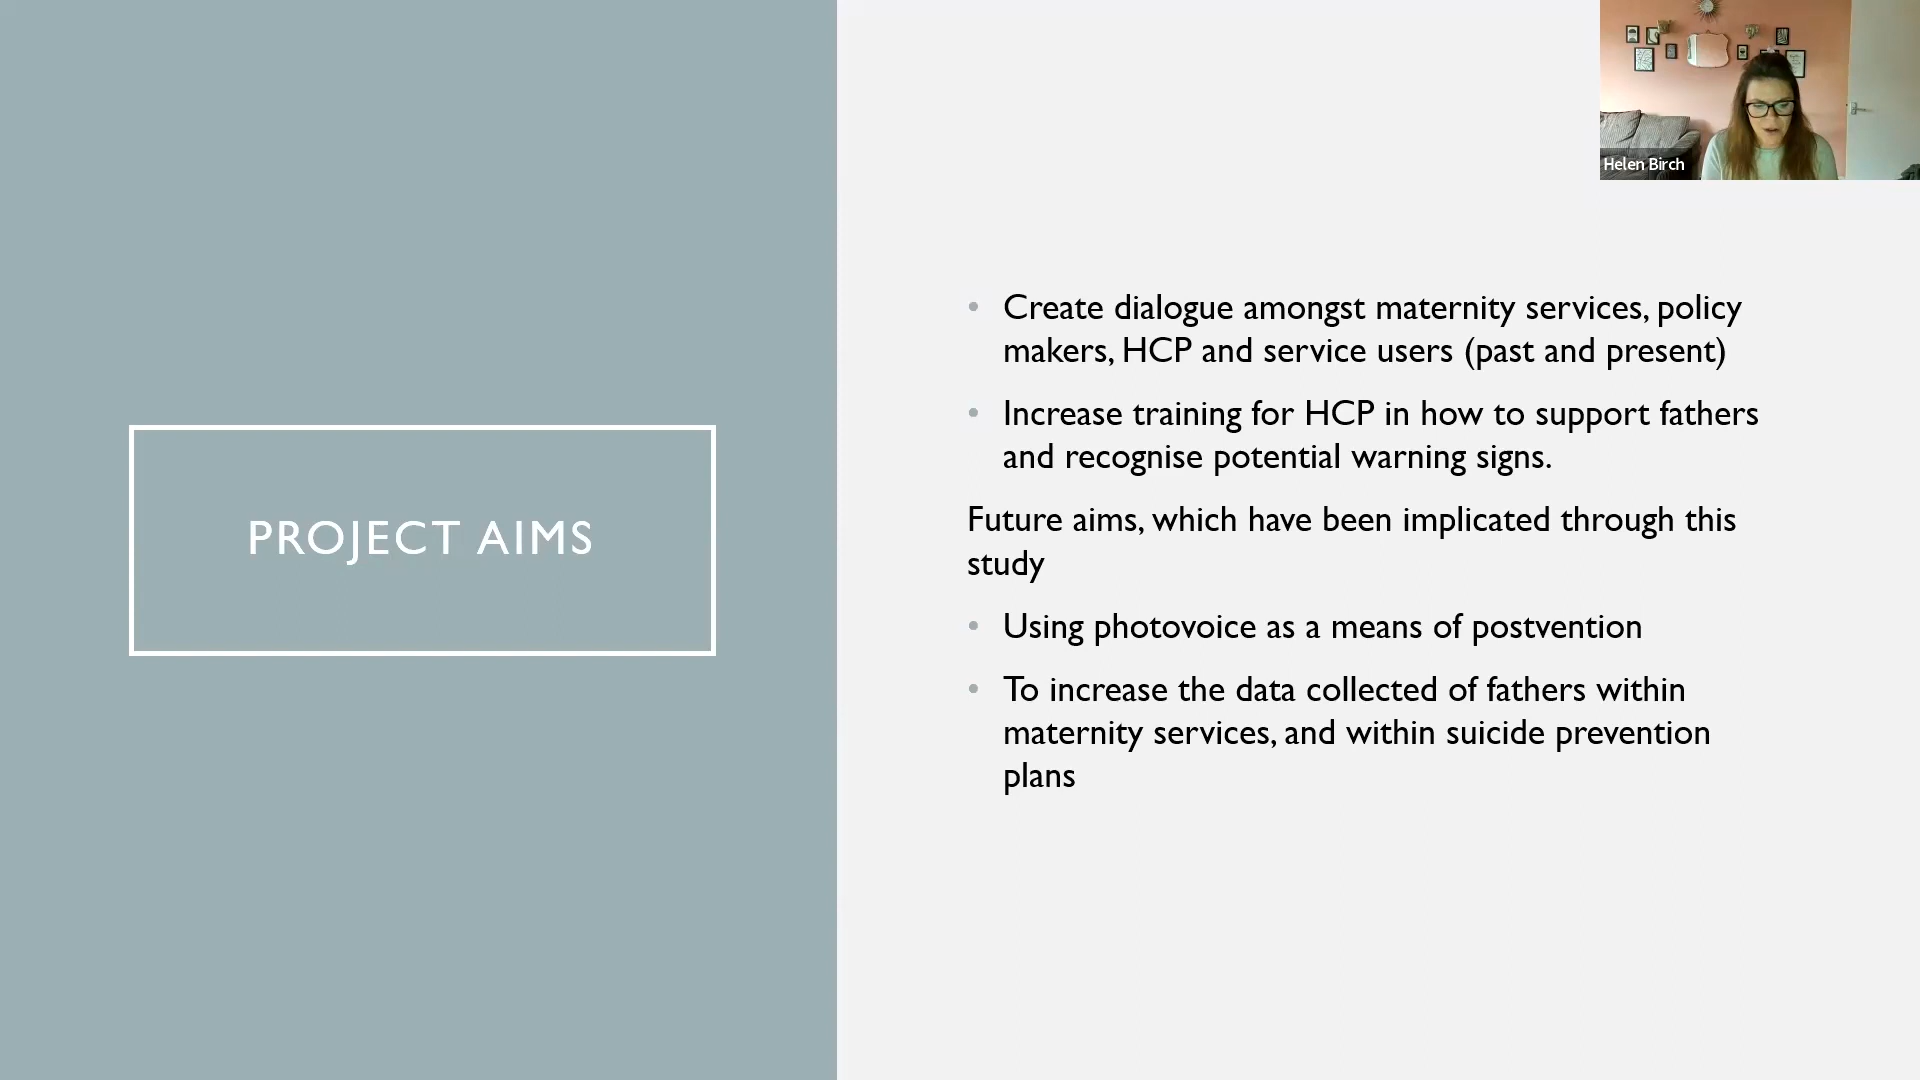 Helen Birch
PROJECT AIMS
• Create dialogue amongst maternity services, policy
makers, HCP and service users (past and present)
• Increase training for HCP in how to support fathers
and recognise potential warning signs.
Future aims, which have been implicated through this
study
• Using photovoice as a means of postvention
• To increase the data collected of fathers within
maternity services, and within suicide prevention
plans